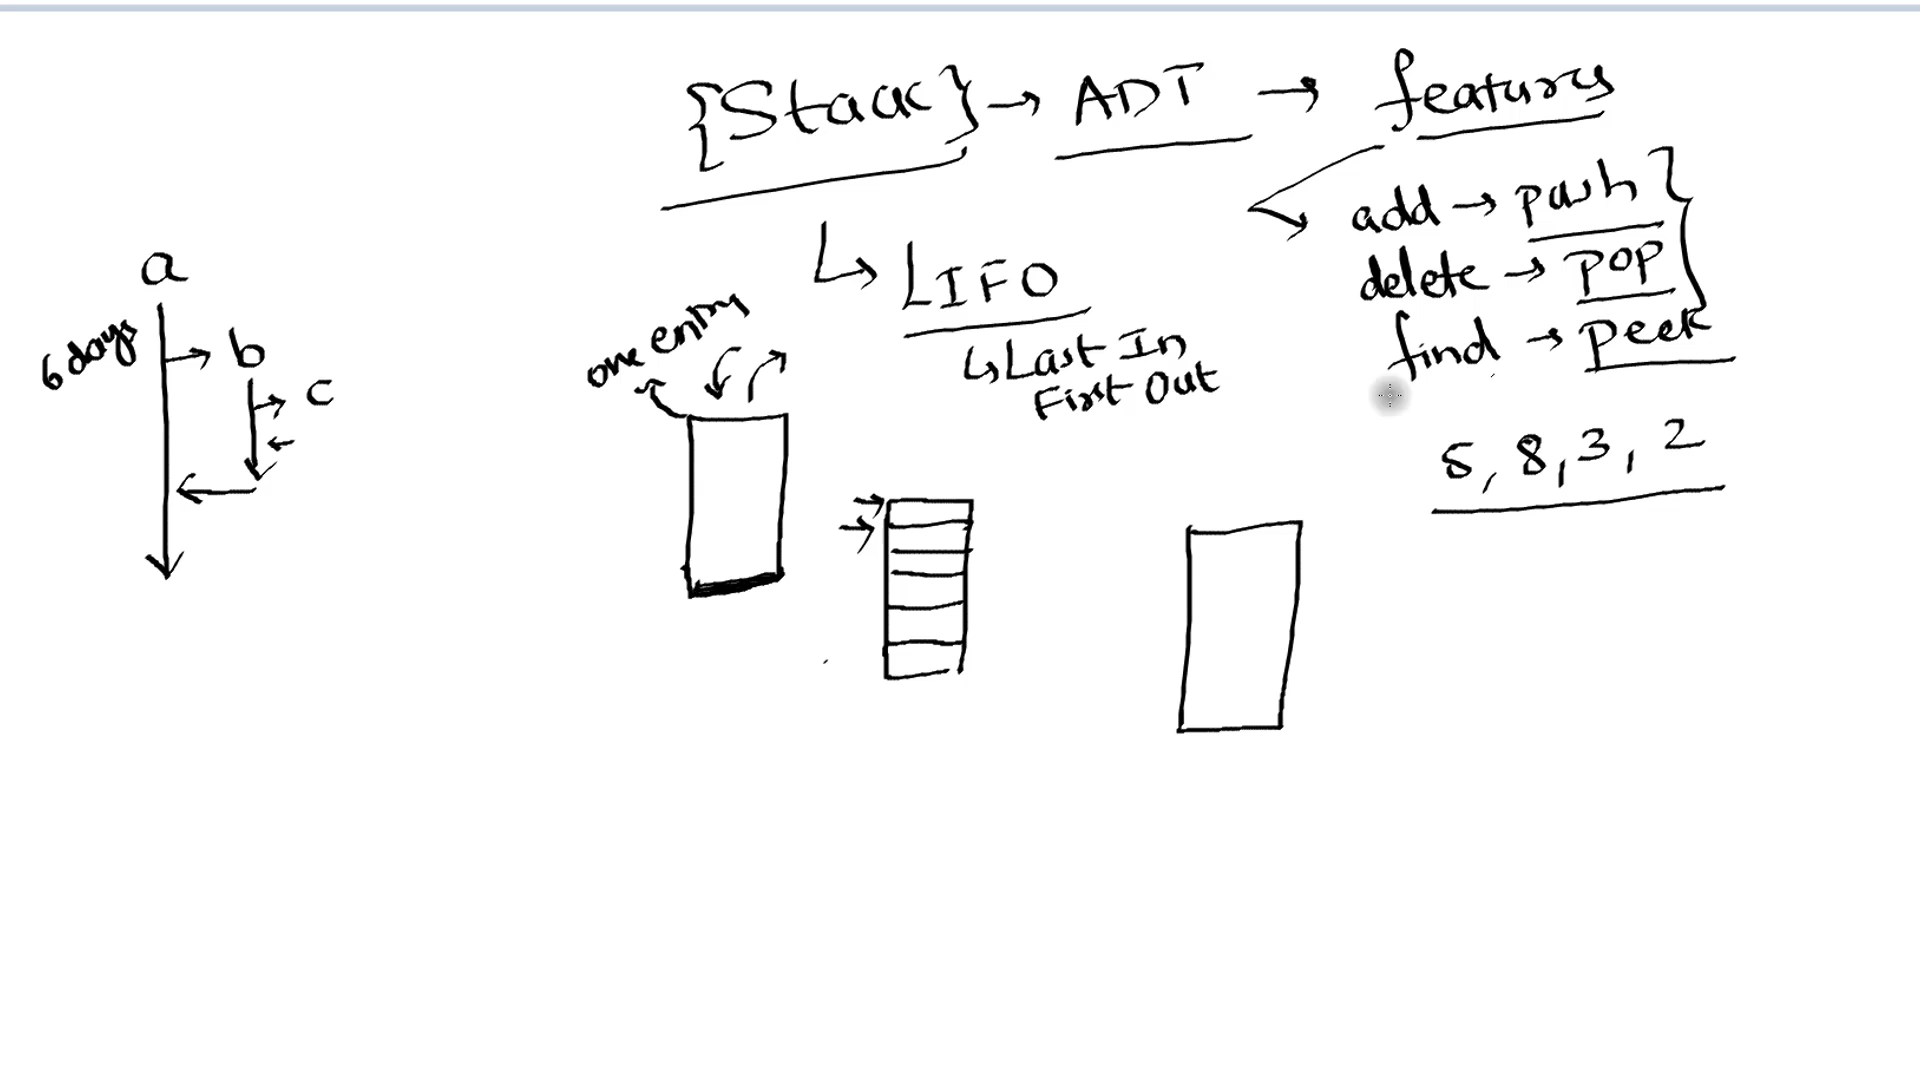 {Stack} → ADT → features
add → push
delete → POP
find → Peek
LIFO
Last In
First Out
5, 8, 3, 2
one entry
a
6 days
b
c